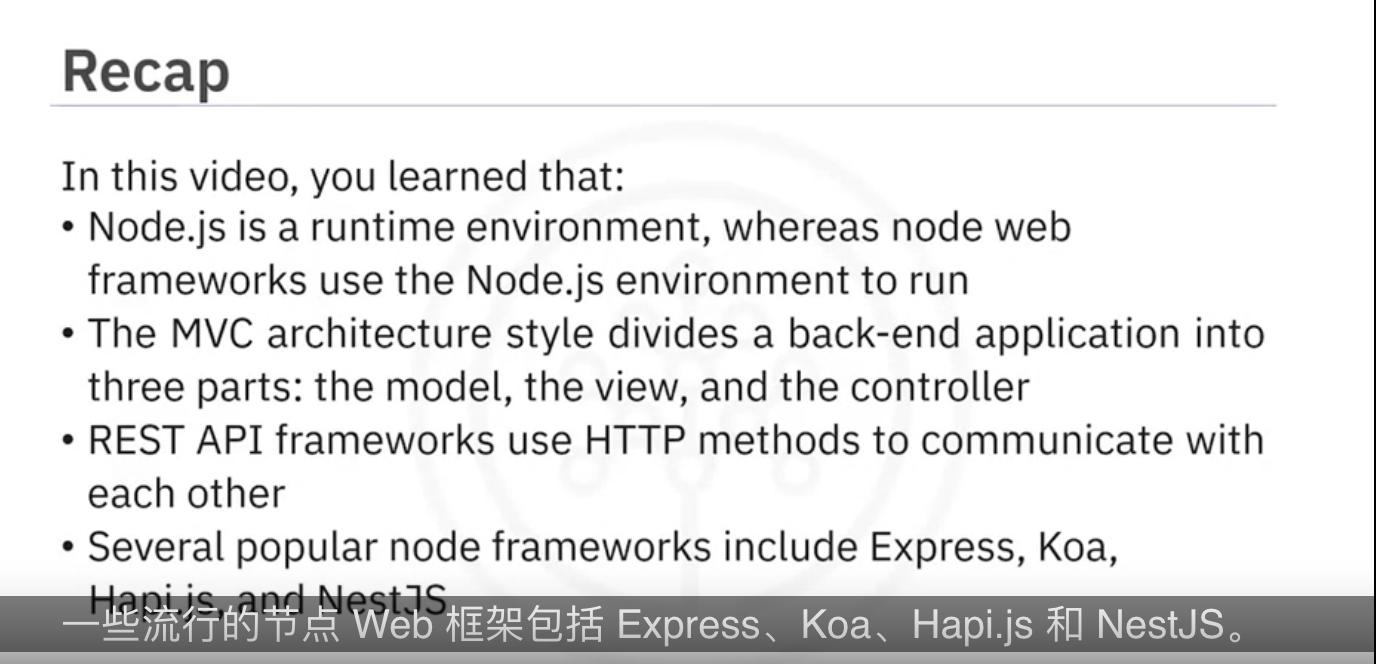 Recap
In this video, you learned that:
• Node.js is a runtime environment, whereas node web
frameworks use the Node.js environment to run
• The MVC architecture style divides a back-end application into
three parts: the model, the view, and the controller
• REST API frameworks use HTTP methods to communicate with
each other
• Several popular node frameworks include Express, Koa,
Hapi.js, and NestJS
一些流行的节点 Web 框架包括 Express、Koa、Hapi.js 和 NestJS。